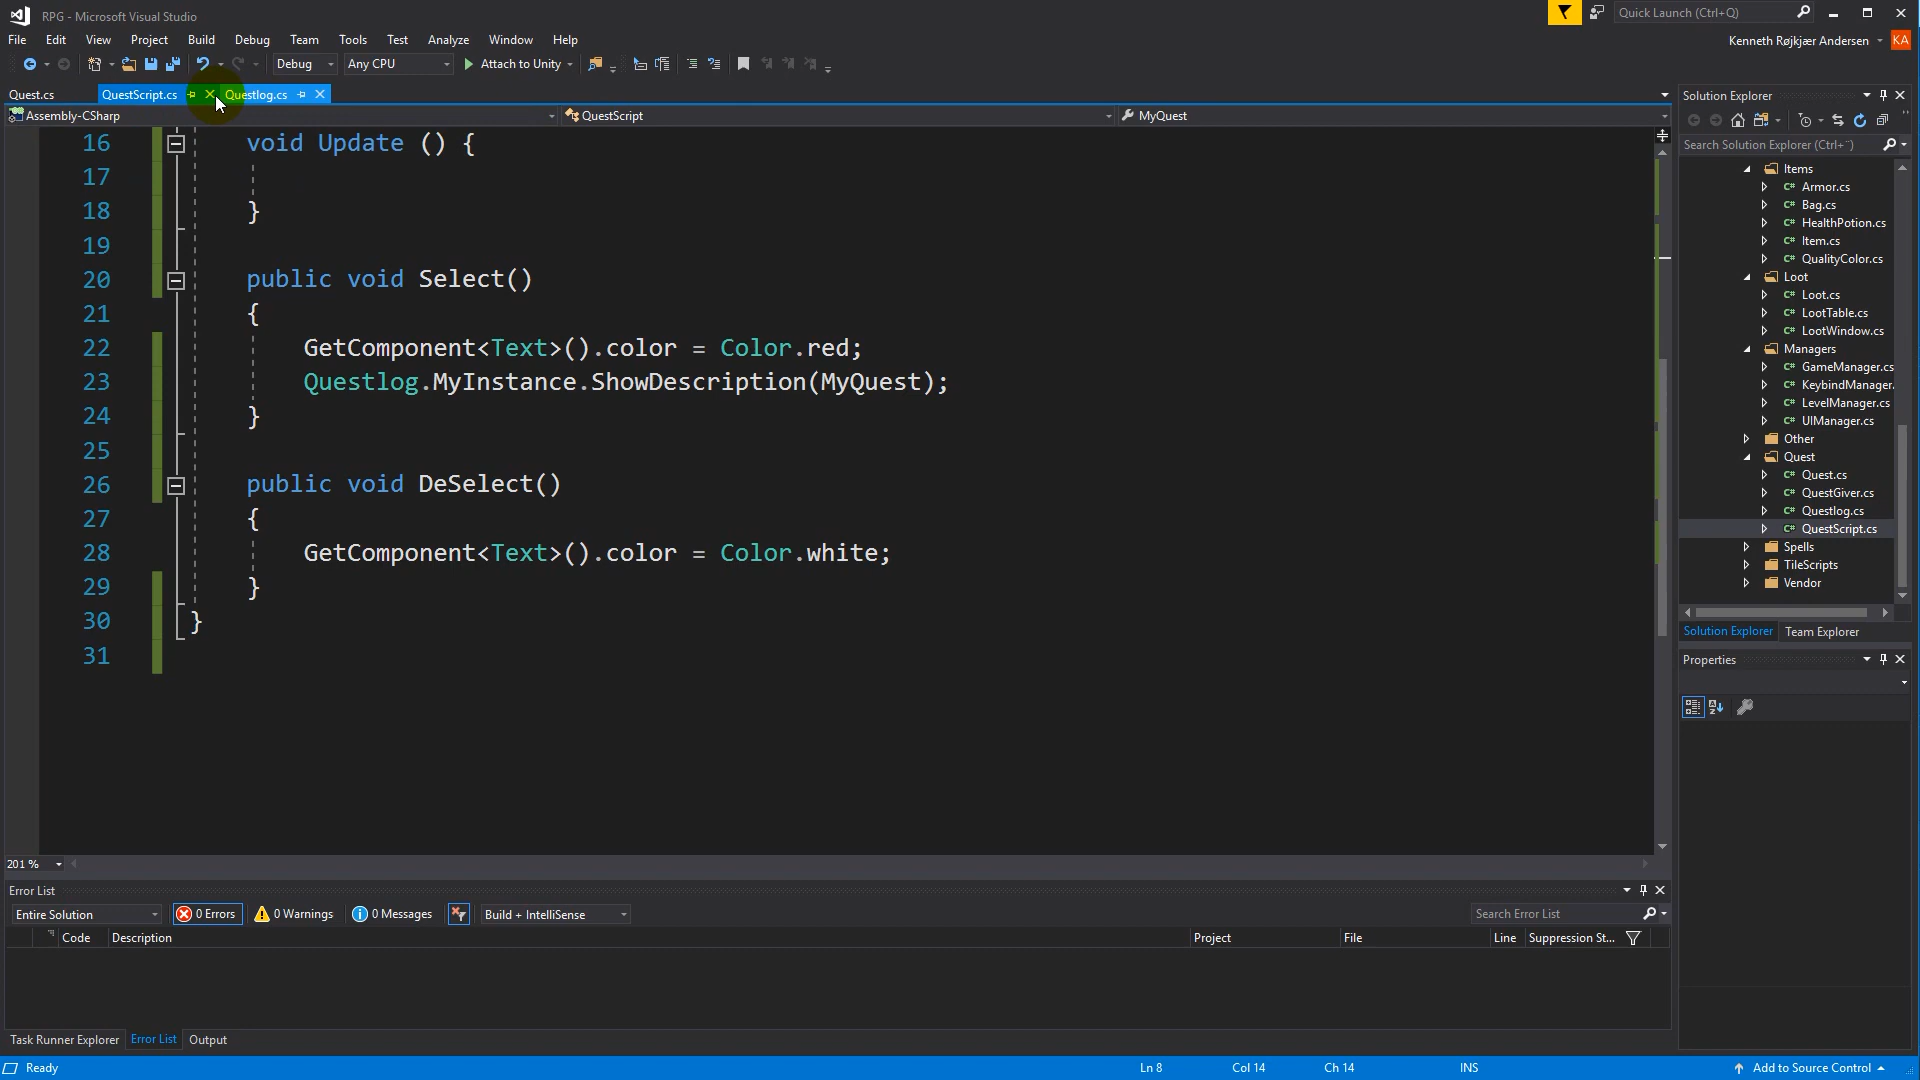 RPG - Microsoft Visual Studio
Quick Launch (Ctrl+Q)
File Edit View Project Build Debug Team Tools Test Analyze Window Help
Kenneth Røjkjær Andersen KA
Debug Any CPU Attach to Unity
Quest.cs QuestScript.cs Questlog.cs
Assembly-CSharp QuestScript MyQuest
16 void Update () {
17
18 }
19
20 public void Select()
21 {
22 GetComponent<Text>().color = Color.red;
23 Questlog.MyInstance.ShowDescription(MyQuest);
24 }
25
26 public void DeSelect()
27 {
28 GetComponent<Text>().color = Color.white;
29 }
30 }
31
201 %
Solution Explorer
Search Solution Explorer (Ctrl+¨)
Items
C# Armor.cs
C# Bag.cs
C# HealthPotion.cs
C# Item.cs
C# QualityColor.cs
Loot
C# Loot.cs
C# LootTable.cs
C# LootWindow.cs
Managers
C# GameManager.cs
C# KeybindManager.
C# LevelManager.cs
C# UIManager.cs
Other
Quest
C# Quest.cs
C# QuestGiver.cs
C# Questlog.cs
C# QuestScript.cs
Spells
TileScripts
Vendor
Solution Explorer Team Explorer
Properties
Error List
Entire Solution 0 Errors 0 Warnings 0 Messages Build + IntelliSense Search Error List
Code Description Project File Line Suppression St...
Task Runner Explorer Error List Output
Ready Ln 8 Col 14 Ch 14 INS Add to Source Control